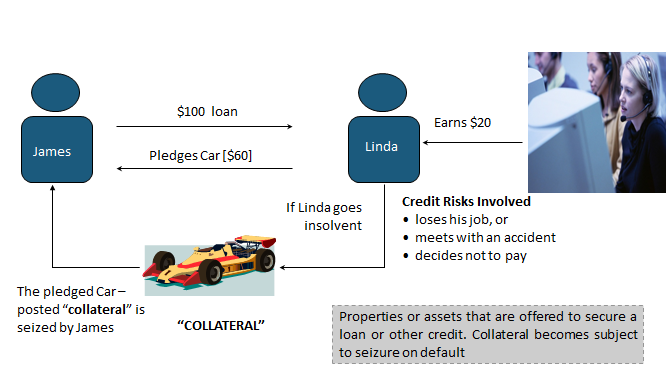 $100 loan
James
Pledges Car [$60]
Linda
Earns $20
If Linda goes
insolvent
Credit Risks Involved
• loses his job, or
• meets with an accident
• decides not to pay
The pledged Car –
posted “collateral” is
seized by James
“COLLATERAL”
Properties or assets that are offered to secure a
loan or other credit. Collateral becomes subject
to seizure on default